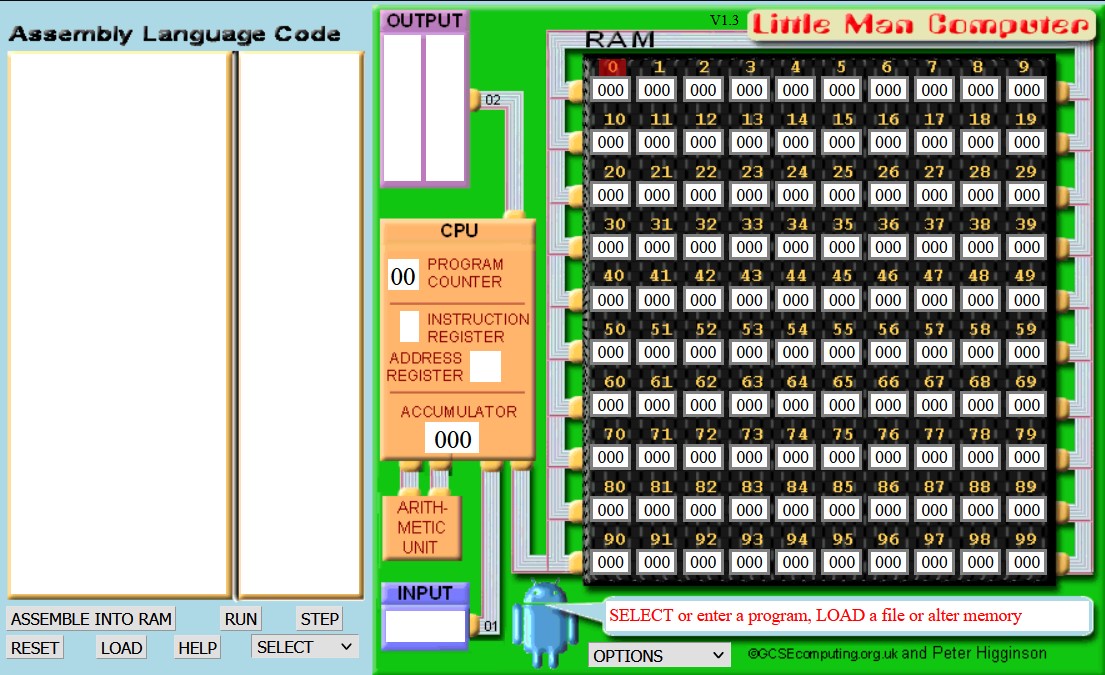 Assembly Language Code
ASSEMBLE INTO RAM
RUN
STEP
RESET
LOAD
HELP
SELECT
OUTPUT
02
CPU
00
PROGRAM
COUNTER
INSTRUCTION
REGISTER
ADDRESS
REGISTER
ACCUMULATOR
000
ARITH-
METIC
UNIT
INPUT
01
V1.3
Little Man Computer
RAM
0 1 2 3 4 5 6 7 8 9
000 000 000 000 000 000 000 000 000 000
10 11 12 13 14 15 16 17 18 19
000 000 000 000 000 000 000 000 000 000
20 21 22 23 24 25 26 27 28 29
000 000 000 000 000 000 000 000 000 000
30 31 32 33 34 35 36 37 38 39
000 000 000 000 000 000 000 000 000 000
40 41 42 43 44 45 46 47 48 49
000 000 000 000 000 000 000 000 000 000
50 51 52 53 54 55 56 57 58 59
000 000 000 000 000 000 000 000 000 000
60 61 62 63 64 65 66 67 68 69
000 000 000 000 000 000 000 000 000 000
70 71 72 73 74 75 76 77 78 79
000 000 000 000 000 000 000 000 000 000
80 81 82 83 84 85 86 87 88 89
000 000 000 000 000 000 000 000 000 000
90 91 92 93 94 95 96 97 98 99
000 000 000 000 000 000 000 000 000 000
SELECT or enter a program, LOAD a file or alter memory
OPTIONS
©GCSEcomputing.org.uk and Peter Higginson